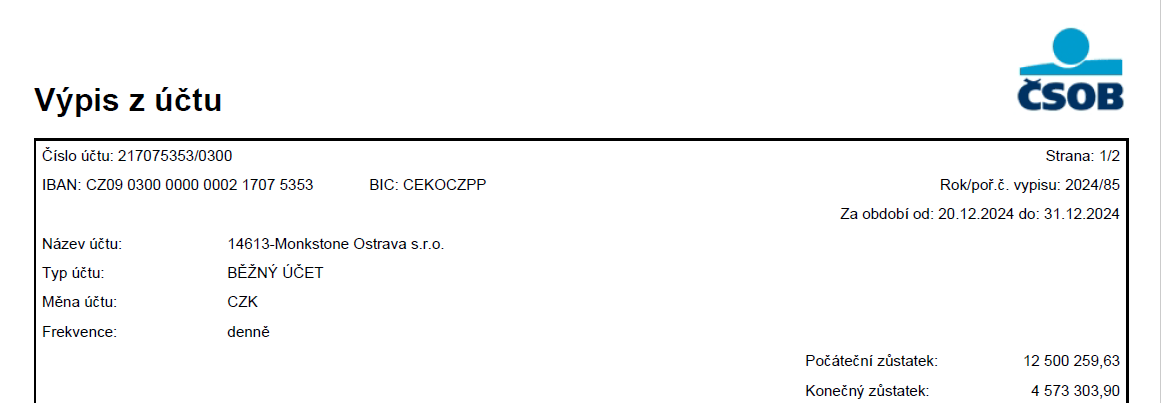 ČSOB
Výpis z účtu
Číslo účtu: 217075353/0300 Strana: 1/2
IBAN: CZ09 0300 0000 0002 1707 5353 BIC: CEKOCZPP Rok/poř.č. vypisu: 2024/85
Za období od: 20.12.2024 do: 31.12.2024
Název účtu: 14613-Monkstone Ostrava s.r.o.
Typ účtu: BĚŽNÝ ÚČET
Měna účtu: CZK
Frekvence: denně
Počáteční zůstatek: 12 500 259,63
Konečný zůstatek: 4 573 303,90